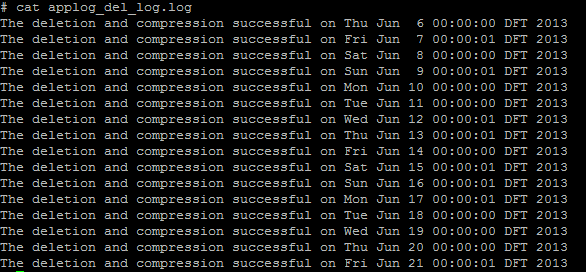 # cat applog_del_log.log
The deletion and compression successful on Thu Jun  6 00:00:00 DFT 2013
The deletion and compression successful on Fri Jun  7 00:00:01 DFT 2013
The deletion and compression successful on Sat Jun  8 00:00:00 DFT 2013
The deletion and compression successful on Sun Jun  9 00:00:01 DFT 2013
The deletion and compression successful on Mon Jun 10 00:00:01 DFT 2013
The deletion and compression successful on Tue Jun 11 00:00:00 DFT 2013
The deletion and compression successful on Wed Jun 12 00:00:01 DFT 2013
The deletion and compression successful on Thu Jun 13 00:00:01 DFT 2013
The deletion and compression successful on Fri Jun 14 00:00:00 DFT 2013
The deletion and compression successful on Sat Jun 15 00:00:01 DFT 2013
The deletion and compression successful on Sun Jun 16 00:00:01 DFT 2013
The deletion and compression successful on Mon Jun 17 00:00:01 DFT 2013
The deletion and compression successful on Tue Jun 18 00:00:00 DFT 2013
The deletion and compression successful on Wed Jun 19 00:00:00 DFT 2013
The deletion and compression successful on Thu Jun 20 00:00:01 DFT 2013
The deletion and compression successful on Fri Jun 21 00:00:01 DFT 2013